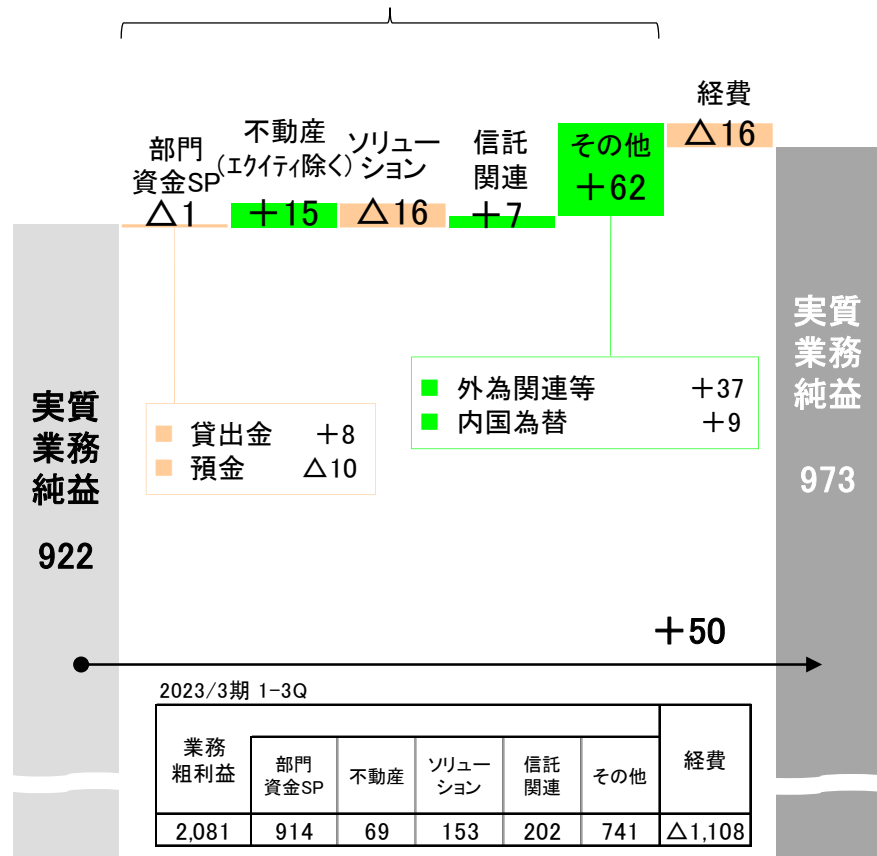 部門
資金SP
△1
不動産
(エクイティ除く)
＋15
ソリュー
ション
△16
信託
関連
＋7
その他
＋62
経費
△16
実質
業務
純益
922
■ 貸出金 ＋8
■ 預金 △10
■ 外為関連等 ＋37
■ 内国為替 ＋9
実質
業務
純益
973
＋50
2023/3期 1-3Q
業務
粗利益
部門
資金SP
不動産
ソリュー
ション
信託
関連
その他
経費
2,081 914 69 153 202 741 △1,108